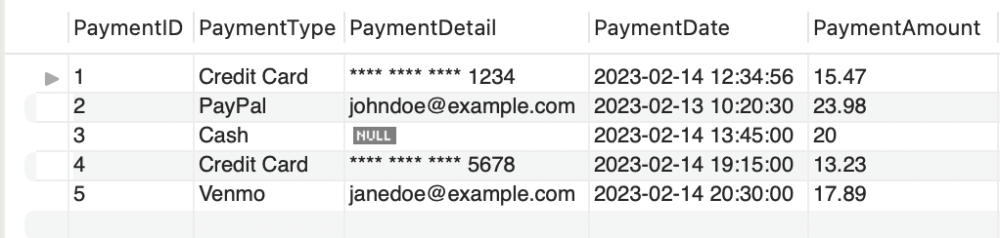 PaymentID PaymentType PaymentDetail PaymentDate PaymentAmount
1 Credit Card **** **** **** 1234 2023-02-14 12:34:56 15.47
2 PayPal johndoe@example.com 2023-02-13 10:20:30 23.98
3 Cash NULL 2023-02-14 13:45:00 20
4 Credit Card **** **** **** 5678 2023-02-14 19:15:00 13.23
5 Venmo janedoe@example.com 2023-02-14 20:30:00 17.89